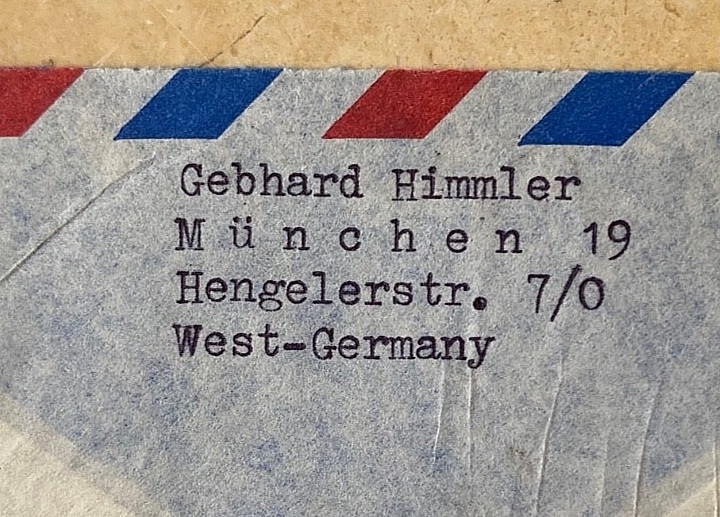 Gebhard Himmler
M ü n c h e n 19
Hengelerstr. 7/0
West-Germany